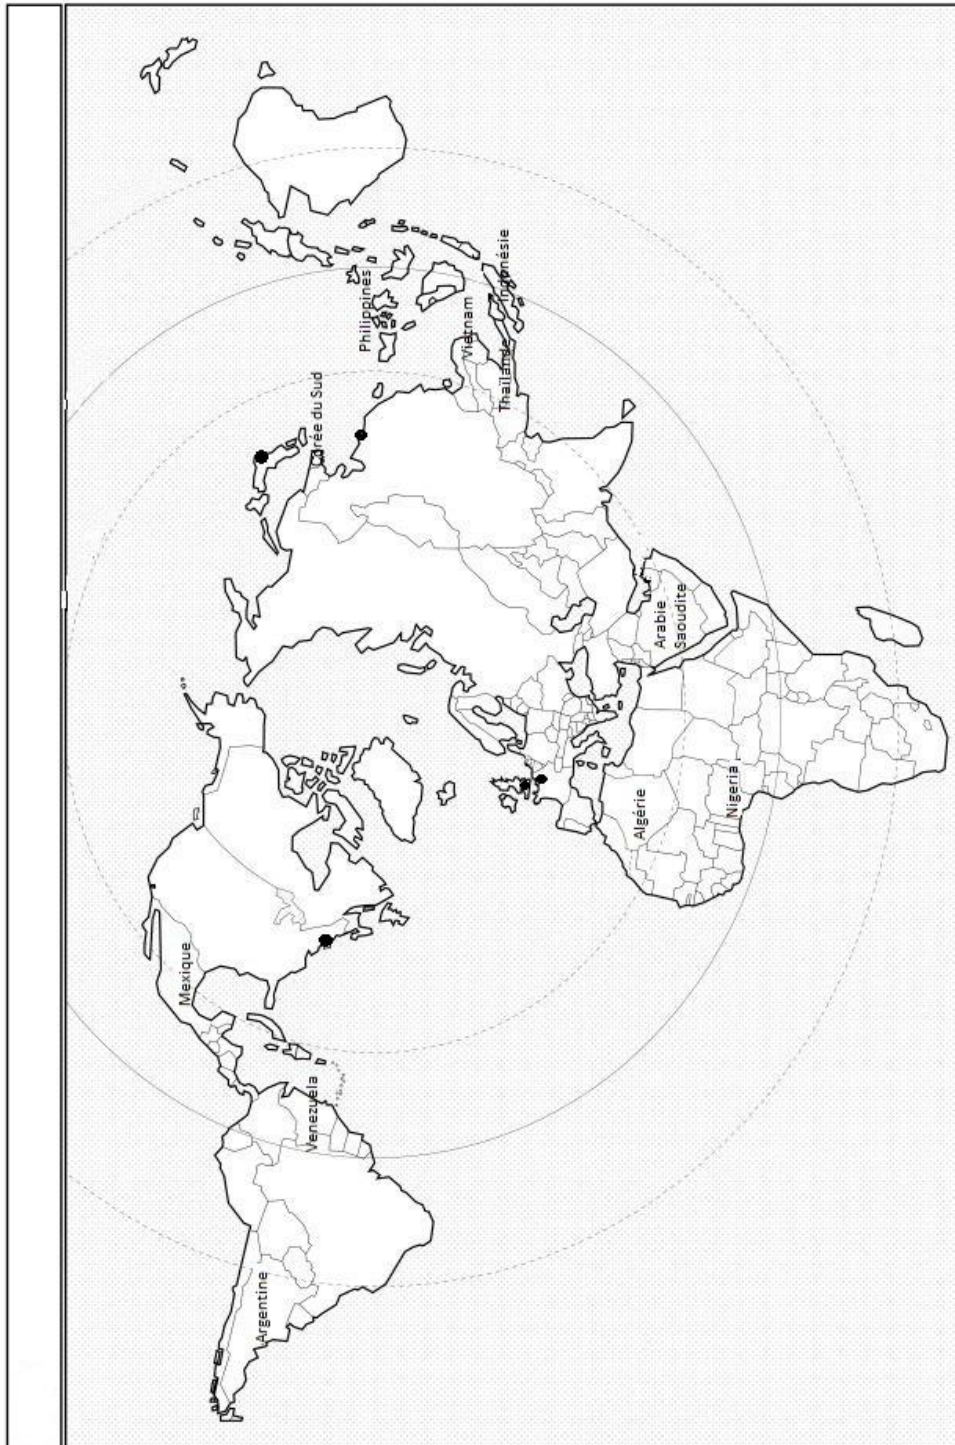 Mexique
Argentine
Venezuela
Corée du Sud
Philippines
Vietnam
Thaïlande
Indonésie
Algérie
Arabie
Saoudite
Nigeria